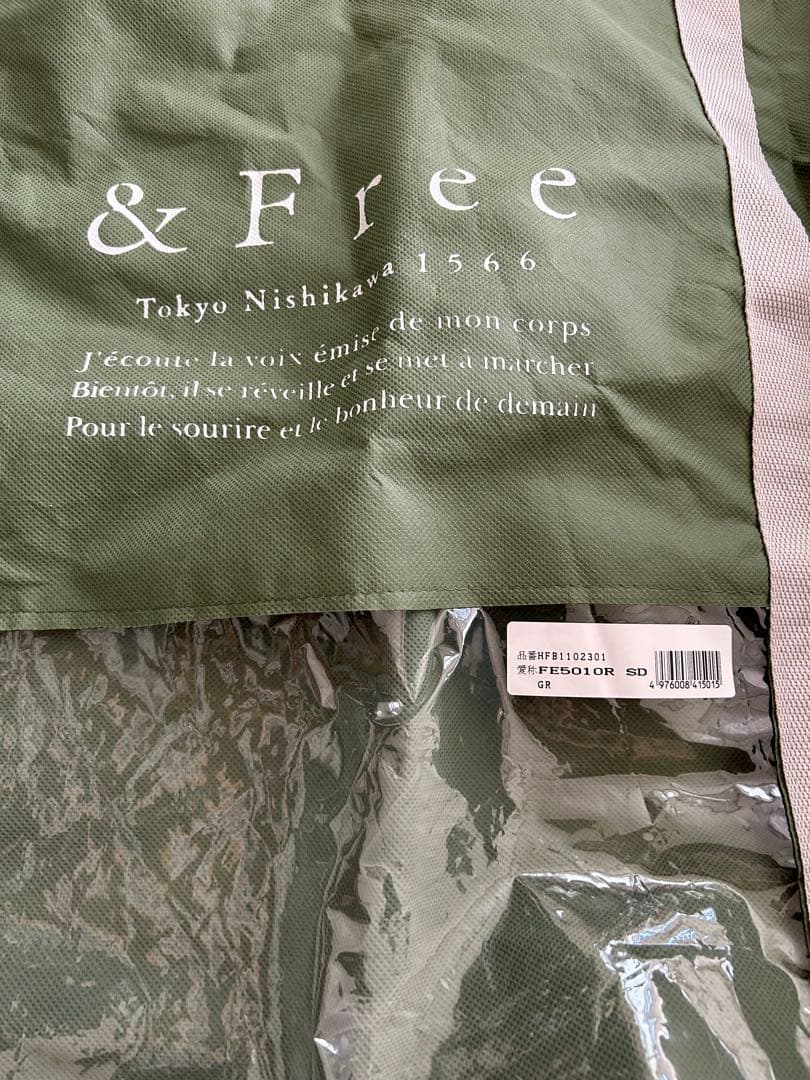 & Free
Tokyo Nishikawa 1566
J'écoute la voix émise de mon corps
Bientôt, il se réveille et se met à marcher
Pour le sourire et le bonheur de demain
品番HFB1102301
愛称FE5010R SD
GR
4 976008 415015